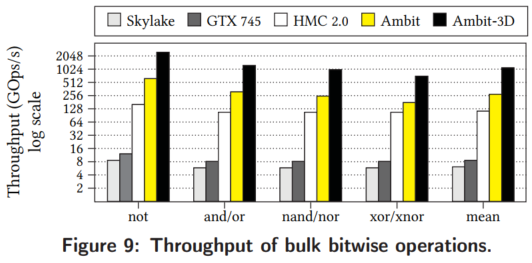 Skylake GTX 745 HMC 2.0 Ambit Ambit-3D
Throughput (GOps/s)
log scale
2048
1024
512
256
128
64
32
16
8
4
2
not and/or nand/nor xor/xnor mean
Figure 9: Throughput of bulk bitwise operations.